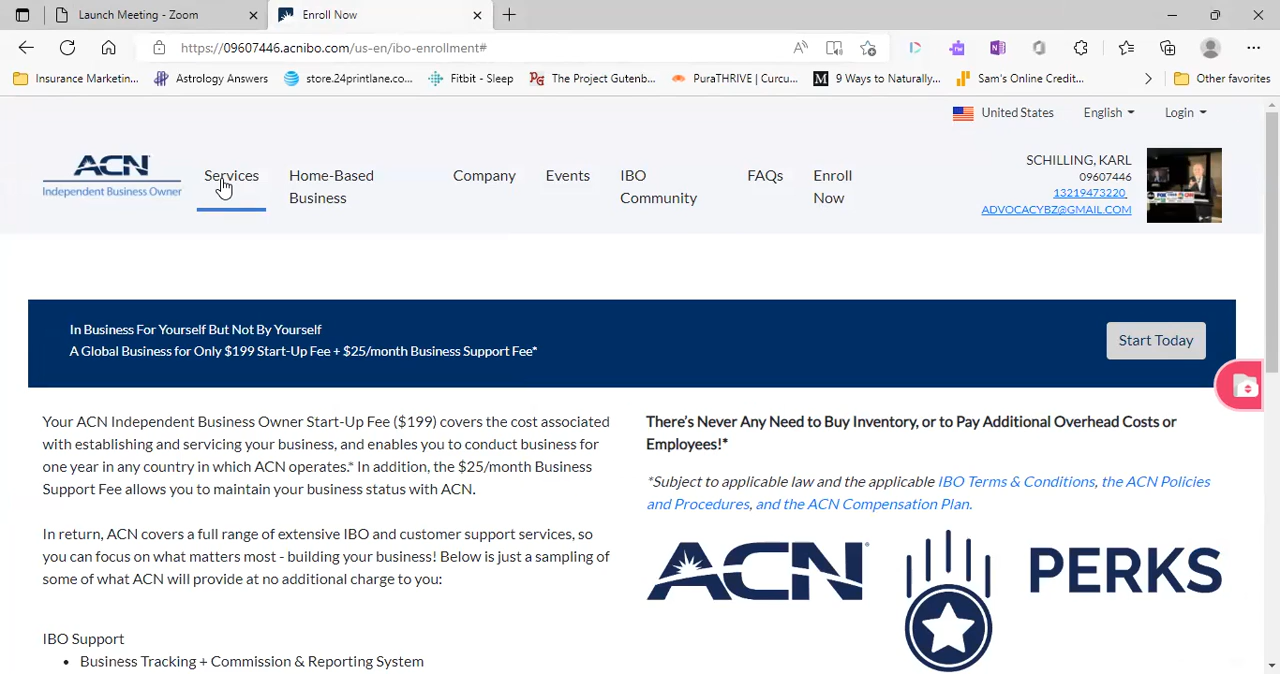 Launch Meeting - Zoom
Enroll Now
https://09607446.acnibo.com/us-en/ibo-enrollment#
Insurance Marketin...
Astrology Answers
store.24printlane.co...
Fitbit - Sleep
The Project Gutenb...
PuraTHRIVE | Curcu...
9 Ways to Naturally...
Sam's Online Credit...
Other favorites
United States
English
Login
ACN
Independent Business Owner
Services
Home-Based
Business
Company
Events
IBO
Community
FAQs
Enroll
Now
SCHILLING, KARL
09607446
13219473220
ADVOCACYBZ@GMAIL.COM
In Business For Yourself But Not By Yourself
A Global Business for Only $199 Start-Up Fee + $25/month Business Support Fee*
Start Today
Your ACN Independent Business Owner Start-Up Fee ($199) covers the cost associated
with establishing and servicing your business, and enables you to conduct business for
one year in any country in which ACN operates.* In addition, the $25/month Business
Support Fee allows you to maintain your business status with ACN.
In return, ACN covers a full range of extensive IBO and customer support services, so
you can focus on what matters most - building your business! Below is just a sampling of
some of what ACN will provide at no additional charge to you:
IBO Support
• Business Tracking + Commission & Reporting System
There's Never Any Need to Buy Inventory, or to Pay Additional Overhead Costs or
Employees!*
*Subject to applicable law and the applicable IBO Terms & Conditions, the ACN Policies
and Procedures, and the ACN Compensation Plan.
ACN
PERKS